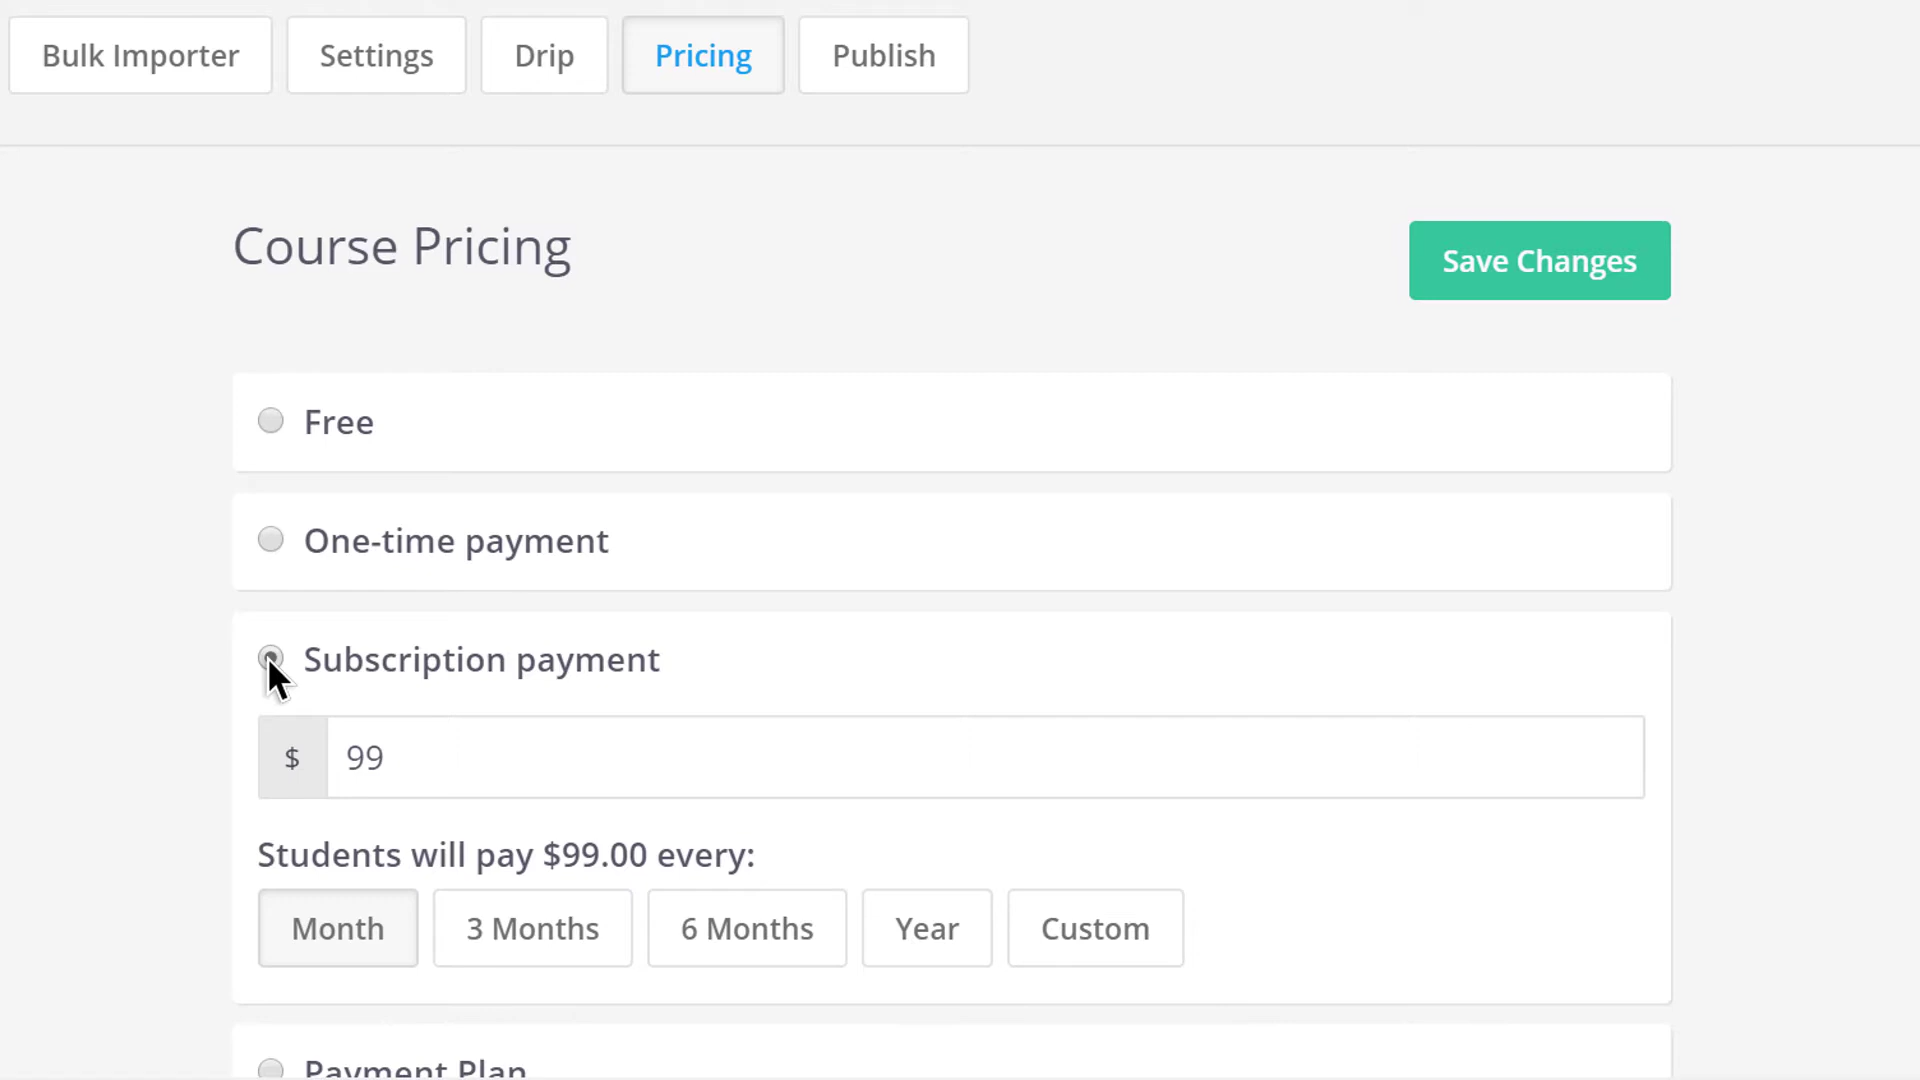 Bulk Importer Settings Drip Pricing Publish
Course Pricing
Save Changes
Free
One-time payment
Subscription payment
$ 99
Students will pay $99.00 every:
Month 3 Months 6 Months Year Custom
Payment Plan